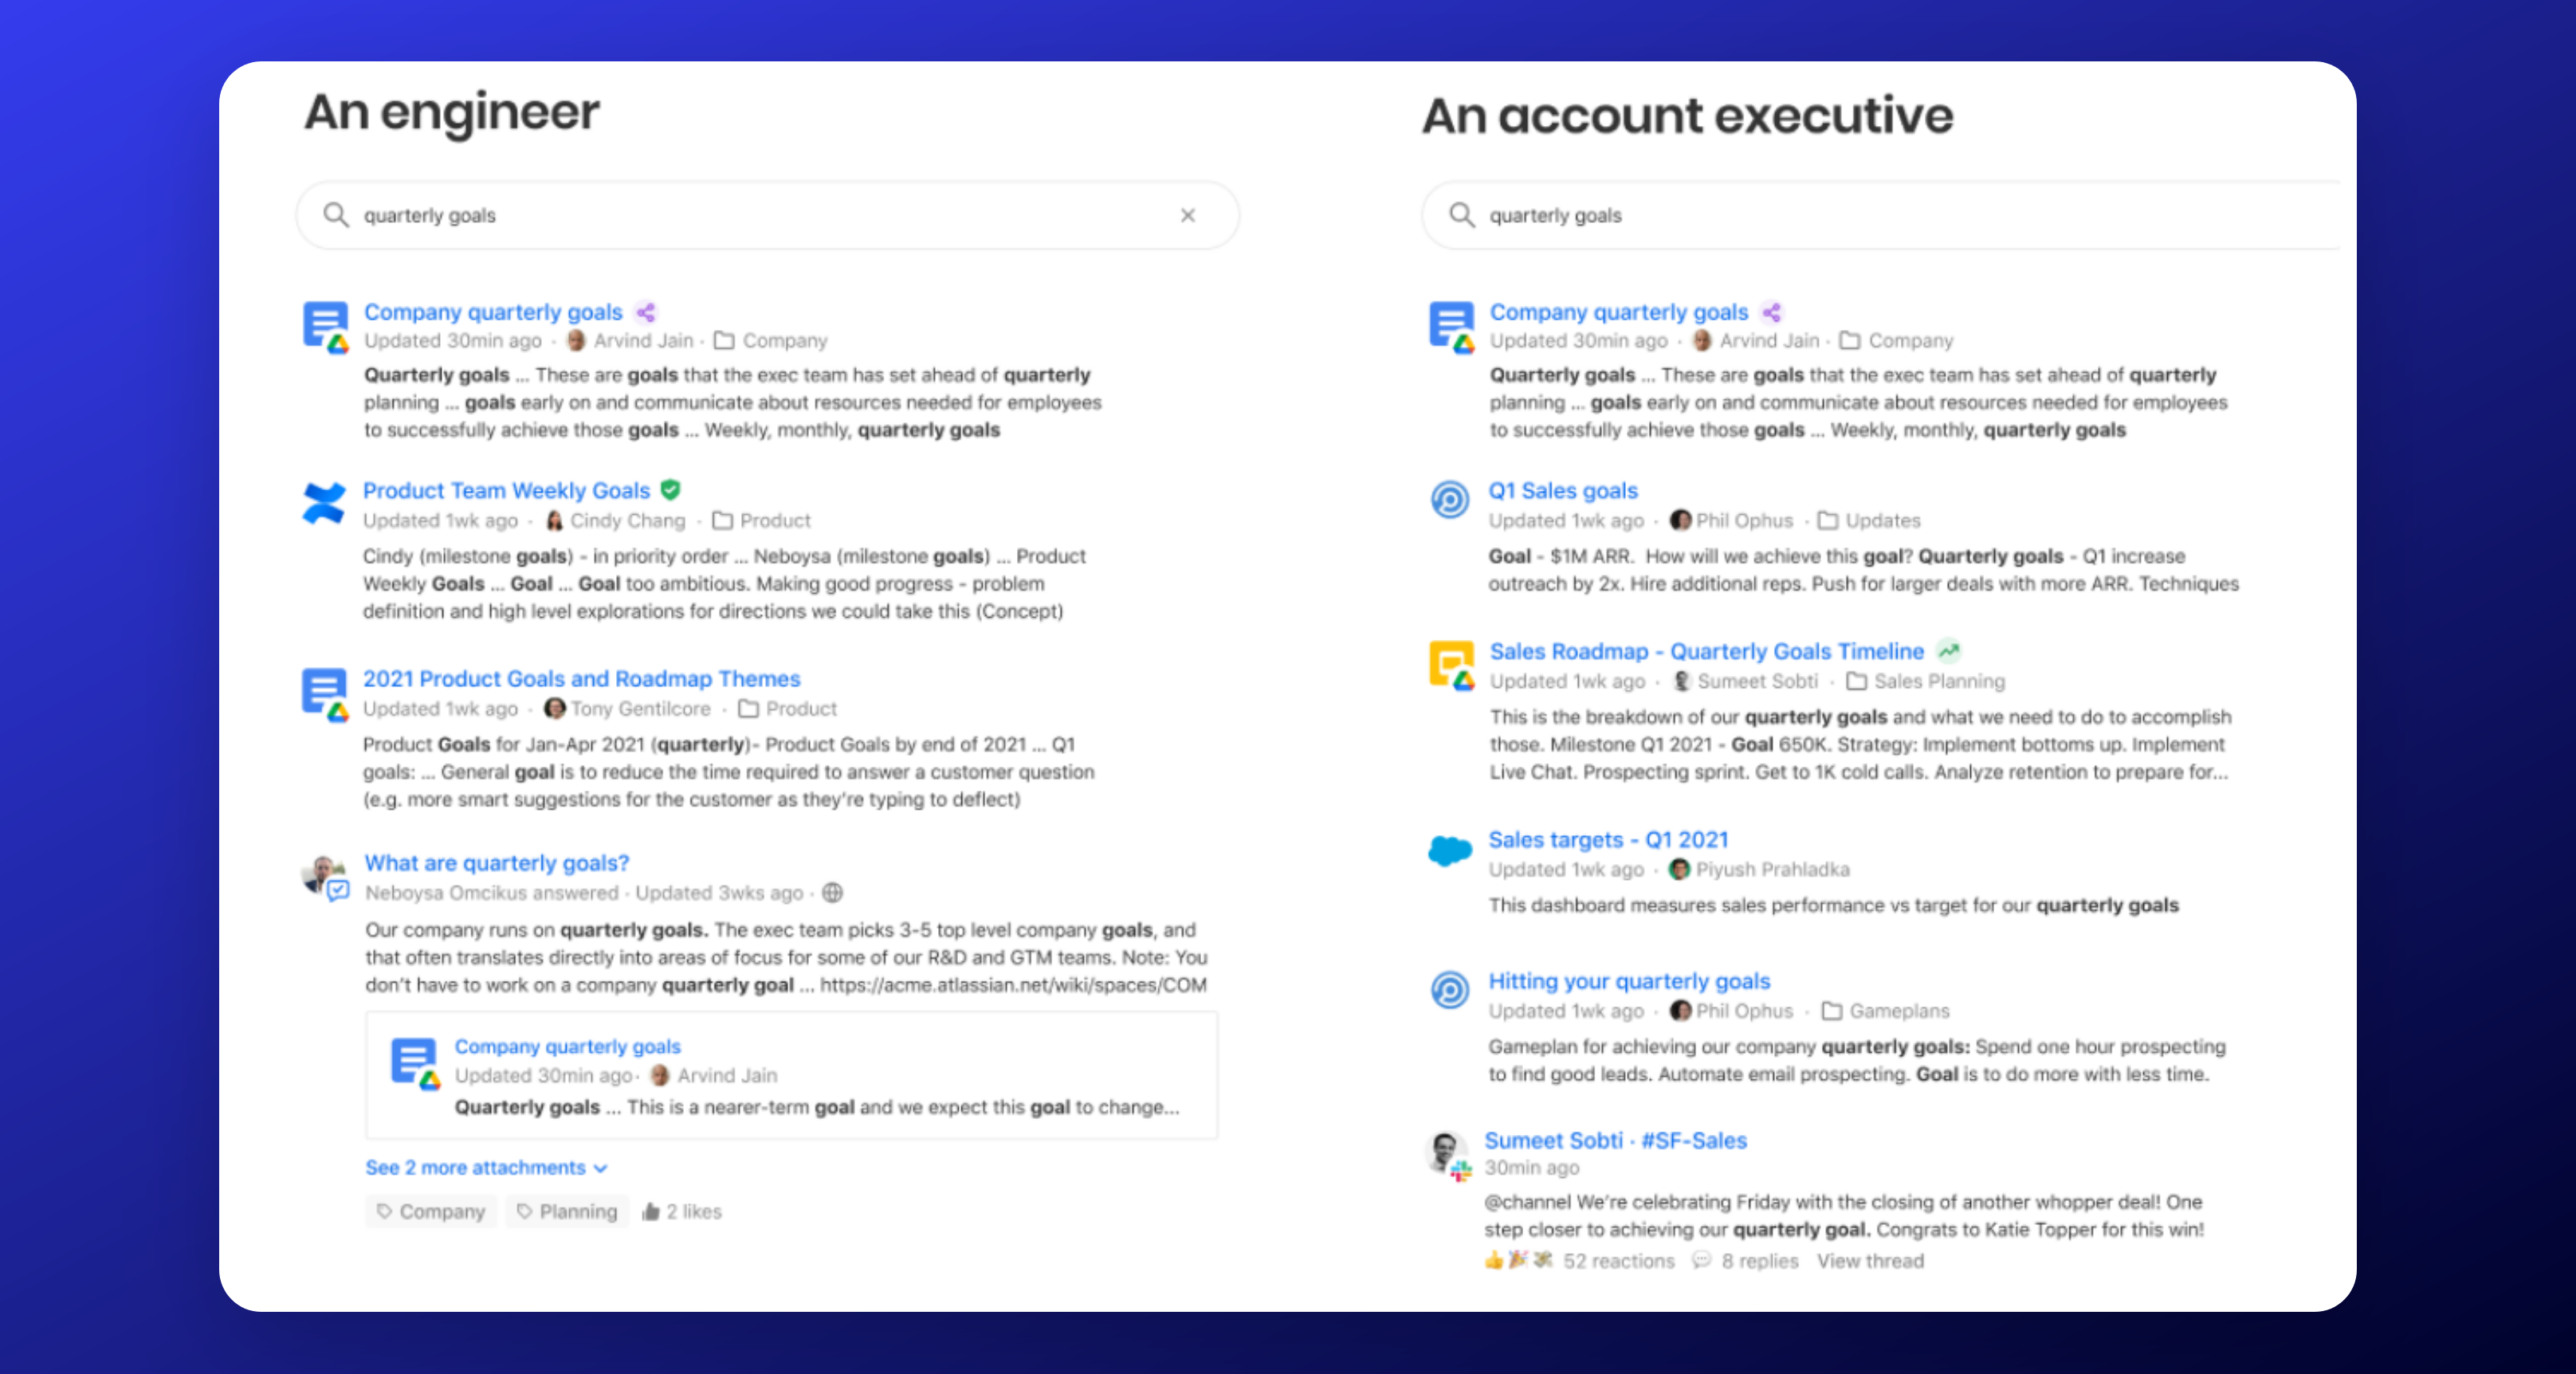 An engineer
quarterly goals
Company quarterly goals
Updated 30min ago · Arvind Jain · Company
Quarterly goals ... These are goals that the exec team has set ahead of quarterly
planning ... goals early on and communicate about resources needed for employees
to successfully achieve those goals ... Weekly, monthly, quarterly goals
Product Team Weekly Goals
Updated 1wk ago · Cindy Chang · Product
Cindy (milestone goals) - in priority order ... Neboysa (milestone goals) ... Product
Weekly Goals ... Goal ... Goal too ambitious. Making good progress - problem
definition and high level explorations for directions we could take this (Concept)
2021 Product Goals and Roadmap Themes
Updated 1wk ago · Tony Gentilcore · Product
Product Goals for Jan-Apr 2021 (quarterly)- Product Goals by end of 2021 ... Q1
goals: ... General goal is to reduce the time required to answer a customer question
(e.g. more smart suggestions for the customer as they're typing to deflect)
What are quarterly goals?
Neboysa Omcikus answered · Updated 3wks ago ·
Our company runs on quarterly goals. The exec team picks 3-5 top level company goals, and
that often translates directly into areas of focus for some of our R&D and GTM teams. Note: You
don't have to work on a company quarterly goal ... https://acme.atlassian.net/wiki/spaces/COM
Company quarterly goals
Updated 30min ago · Arvind Jain
Quarterly goals ... This is a nearer-term goal and we expect this goal to change...
See 2 more attachments
Company Planning 2 likes
An account executive
quarterly goals
Company quarterly goals
Updated 30min ago · Arvind Jain · Company
Quarterly goals ... These are goals that the exec team has set ahead of quarterly
planning ... goals early on and communicate about resources needed for employees
to successfully achieve those goals ... Weekly, monthly, quarterly goals
Q1 Sales goals
Updated 1wk ago · Phil Ophus · Updates
Goal - $1M ARR. How will we achieve this goal? Quarterly goals - Q1 increase
outreach by 2x. Hire additional reps. Push for larger deals with more ARR. Techniques
Sales Roadmap - Quarterly Goals Timeline
Updated 1wk ago · Sumeet Sobti · Sales Planning
This is the breakdown of our quarterly goals and what we need to do to accomplish
those. Milestone Q1 2021 - Goal 650K. Strategy: Implement bottoms up. Implement
Live Chat. Prospecting sprint. Get to 1K cold calls. Analyze retention to prepare for...
Sales targets - Q1 2021
Updated 1wk ago · Piyush Prahladka
This dashboard measures sales performance vs target for our quarterly goals
Hitting your quarterly goals
Updated 1wk ago · Phil Ophus · Gameplans
Gameplan for achieving our company quarterly goals: Spend one hour prospecting
to find good leads. Automate email prospecting. Goal is to do more with less time.
Sumeet Sobti · #SF-Sales
30min ago
@channel We're celebrating Friday with the closing of another whopper deal! One
step closer to achieving our quarterly goal. Congrats to Katie Topper for this win!
52 reactions 8 replies View thread